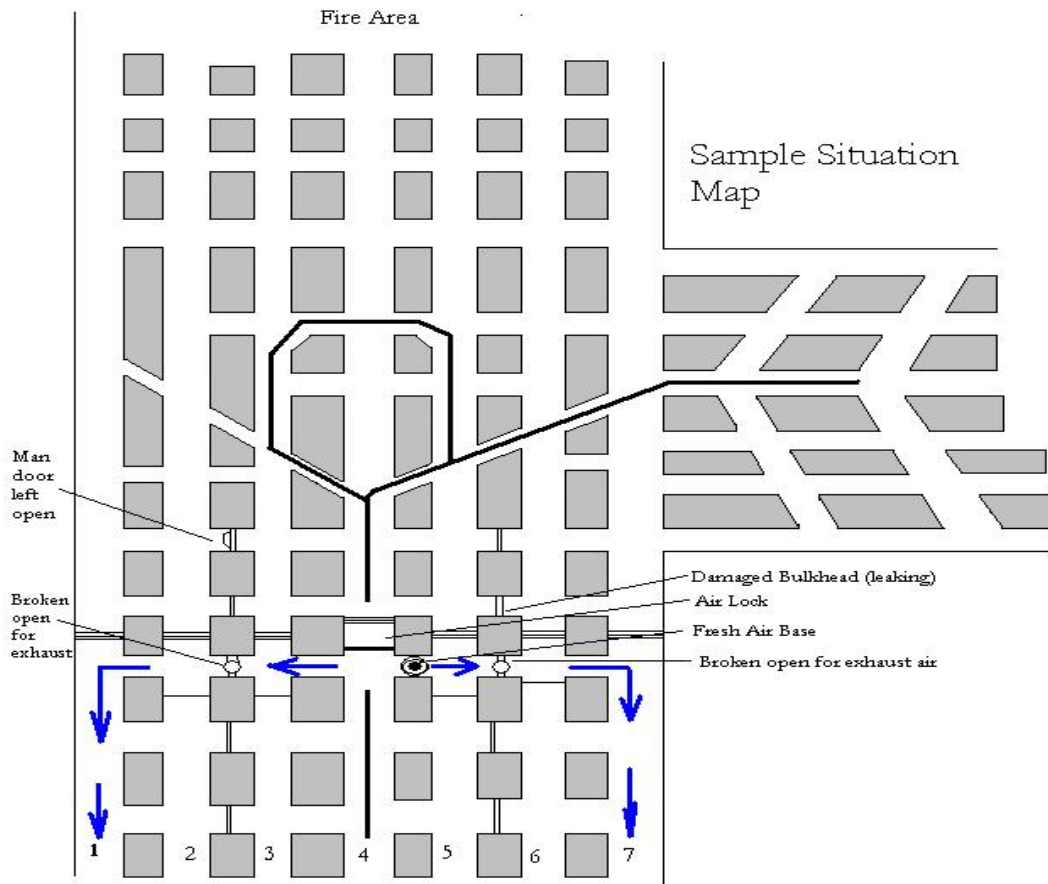 Fire Area
Sample Situation
Map
Man
door
left
open
Broken
open
for
exhaust
Damaged Bulkhead (leaking)
Air Lock
Fresh Air Base
Broken open for exhaust air
1 2 3 4 5 6 7